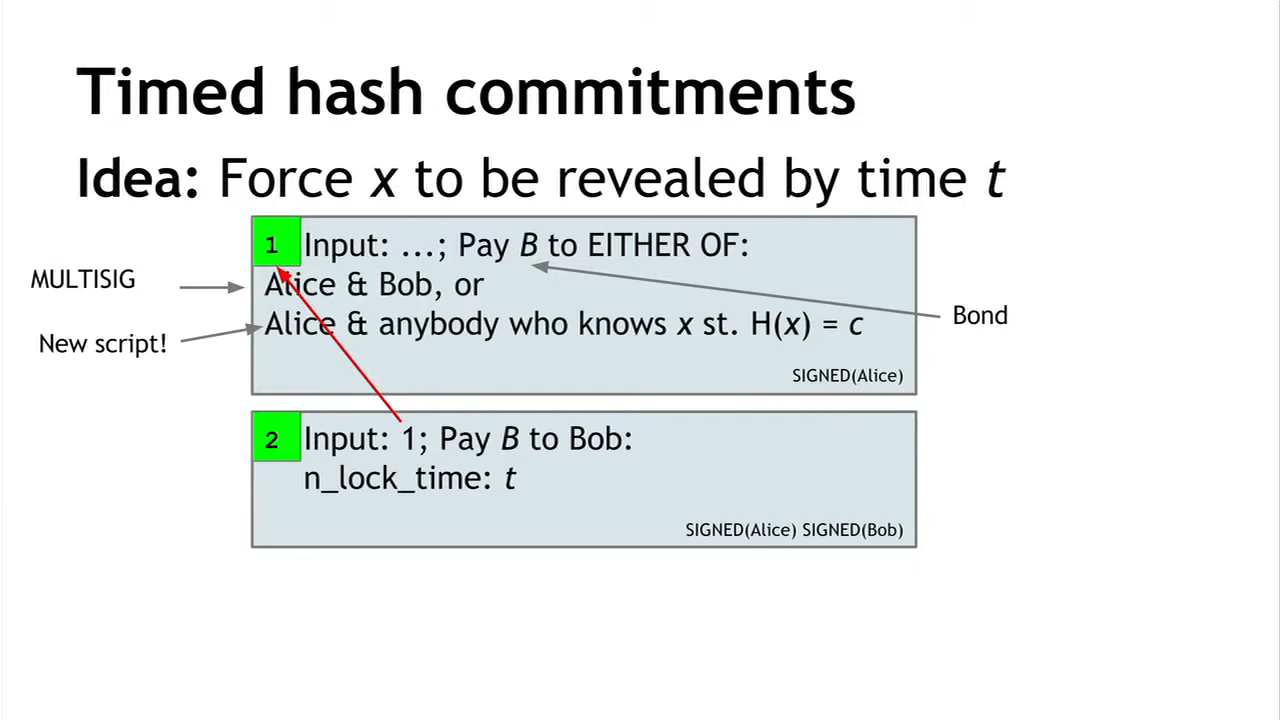 Timed hash commitments
Idea: Force x to be revealed by time t
1 Input: ...; Pay B to EITHER OF:
MULTISIG
Alice & Bob, or
New script!
Alice & anybody who knows x st. H(x) = c
Bond
SIGNED(Alice)
2 Input: 1; Pay B to Bob:
n_lock_time: t
SIGNED(Alice) SIGNED(Bob)